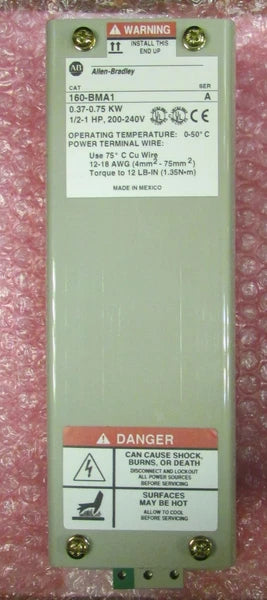 WARNING
INSTALL THIS
END UP
AB
Allen-Bradley
CAT SER
160-BMA1 A
0.37-0.75 KW
1/2-1 HP, 200-240V
OPERATING TEMPERATURE: 0-50° C
POWER TERMINAL WIRE:
Use 75° C Cu Wire
12-18 AWG (4mm² - .75mm²)
Torque to 12 LB-IN (1.35N•m)
MADE IN MEXICO
DANGER
CAN CAUSE SHOCK,
BURNS, OR DEATH
DISCONNECT AND LOCKOUT
ALL POWER SOURCES
BEFORE SERVICING
SURFACES
MAY BE HOT
ALLOW TO COOL
BEFORE SERVICING